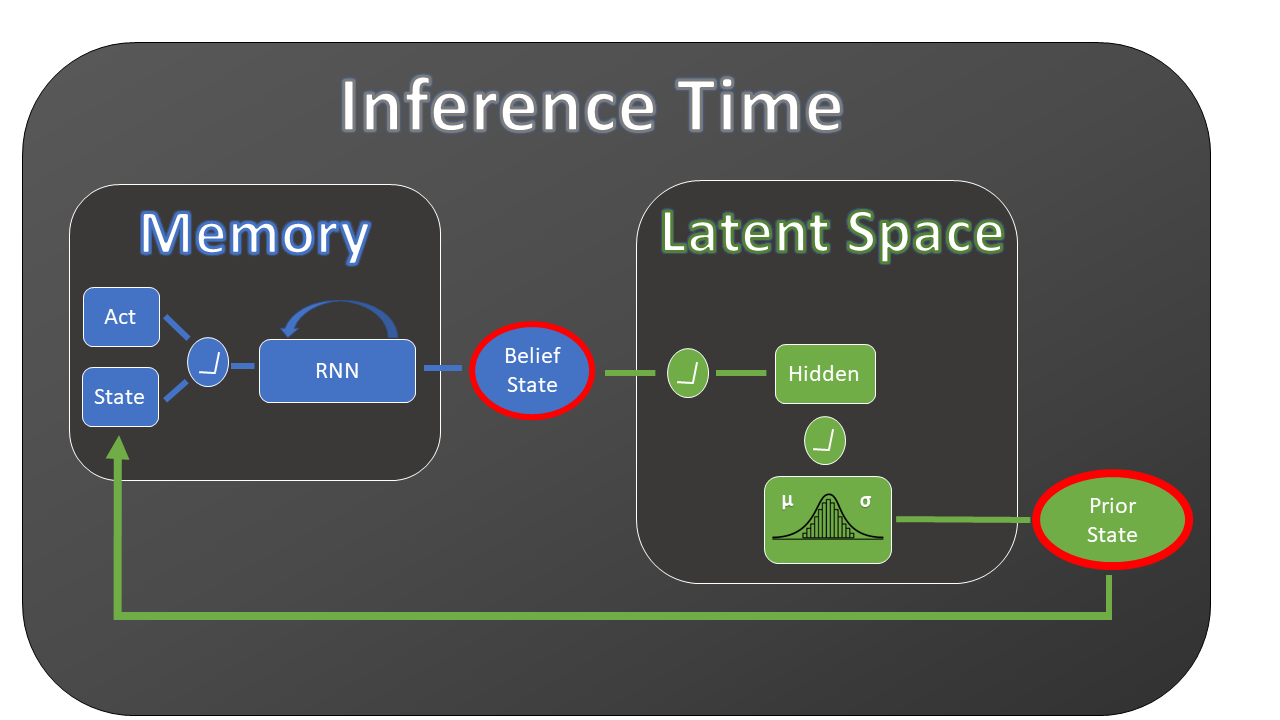 Inference Time
Memory
Latent Space
Act
State
RNN
Belief
State
Hidden
μ σ
Prior
State